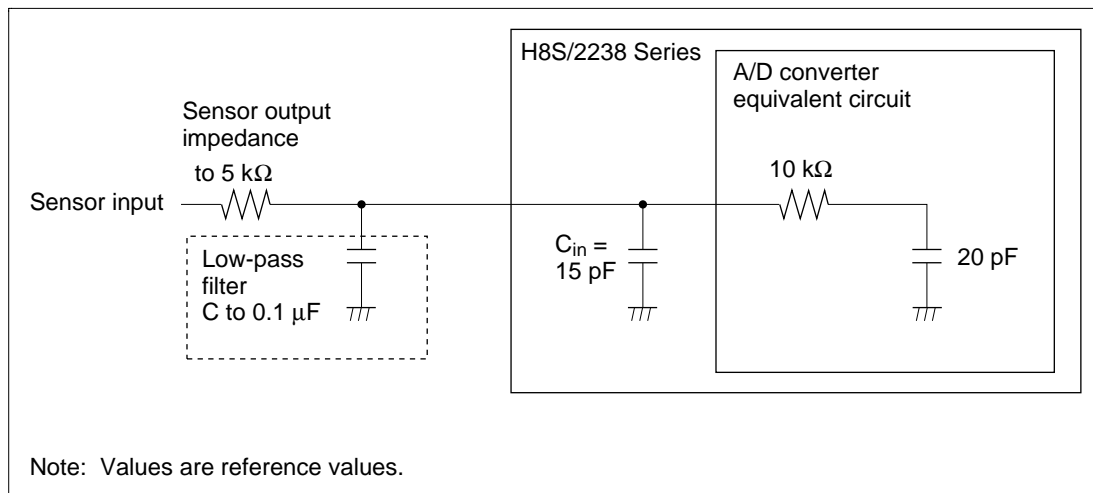 H8S/2238 Series
A/D converter
equivalent circuit
Sensor output
impedance
to 5 kΩ
10 kΩ
Sensor input
Low-pass
filter
C to 0.1 μF
Cin =
15 pF
20 pF
Note: Values are reference values.